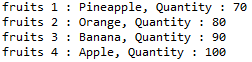 fruits 1 : Pineapple, Quantity : 70
fruits 2 : Orange, Quantity : 80
fruits 3 : Banana, Quantity : 90
fruits 4 : Apple, Quantity : 100